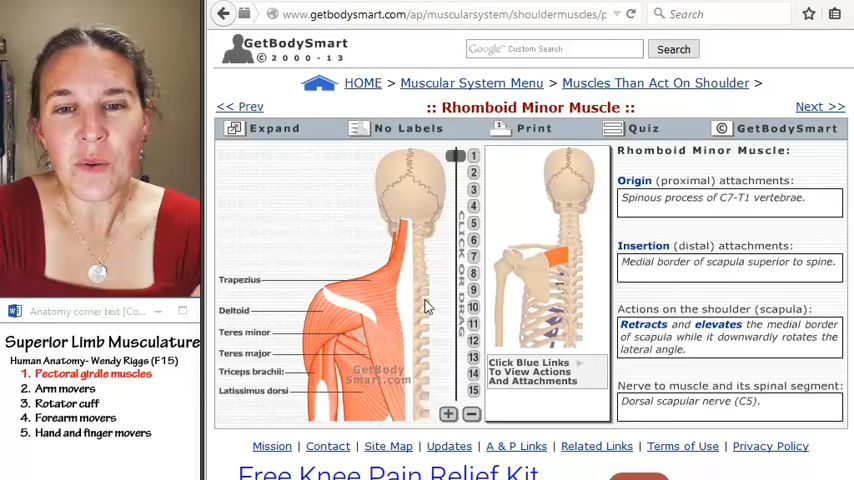 www.getbodysmart.com/ap/muscularsystem/shouldermuscles/p
Search
GetBodySmart
© 2000-13
Google™ Custom Search
Search
HOME > Muscular System Menu > Muscles Than Act On Shoulder >
<< Prev
:: Rhomboid Minor Muscle ::
Next >>
Expand
No Labels
1 Print
Quiz
© GetBodySmart
Trapezius
Deltoid
Teres minor
Teres major
Triceps brachii:
Latissimus dorsi
GetBody
Smart.com
CLICK OR DRAG
1
2
3
4
5
6
7
8
9
10
11
12
13
14
15
+ −
Click Blue Links
To View Attachments
And Attachments
Rhomboid Minor Muscle:
Origin (proximal) attachments:
Spinous process of C7-T1 vertebrae.
Insertion (distal) attachments:
Medial border of scapula superior to spine.
Actions on the shoulder (scapula):
Retracts and elevates the medial border
of scapula while it downwardly rotates the
lateral angle.
Nerve to muscle and its spinal segment:
Dorsal scapular nerve (C5).
Mission | Contact | Site Map | Updates | A & P Links | Related Links | Terms of Use | Privacy Policy
Free Knee Pain Relief Kit
Anatomy corner text [Co...
Superior Limb Musculature
Human Anatomy- Wendy Riggs (F15)
1. Pectoral girdle muscles
2. Arm movers
3. Rotator cuff
4. Forearm movers
5. Hand and finger movers